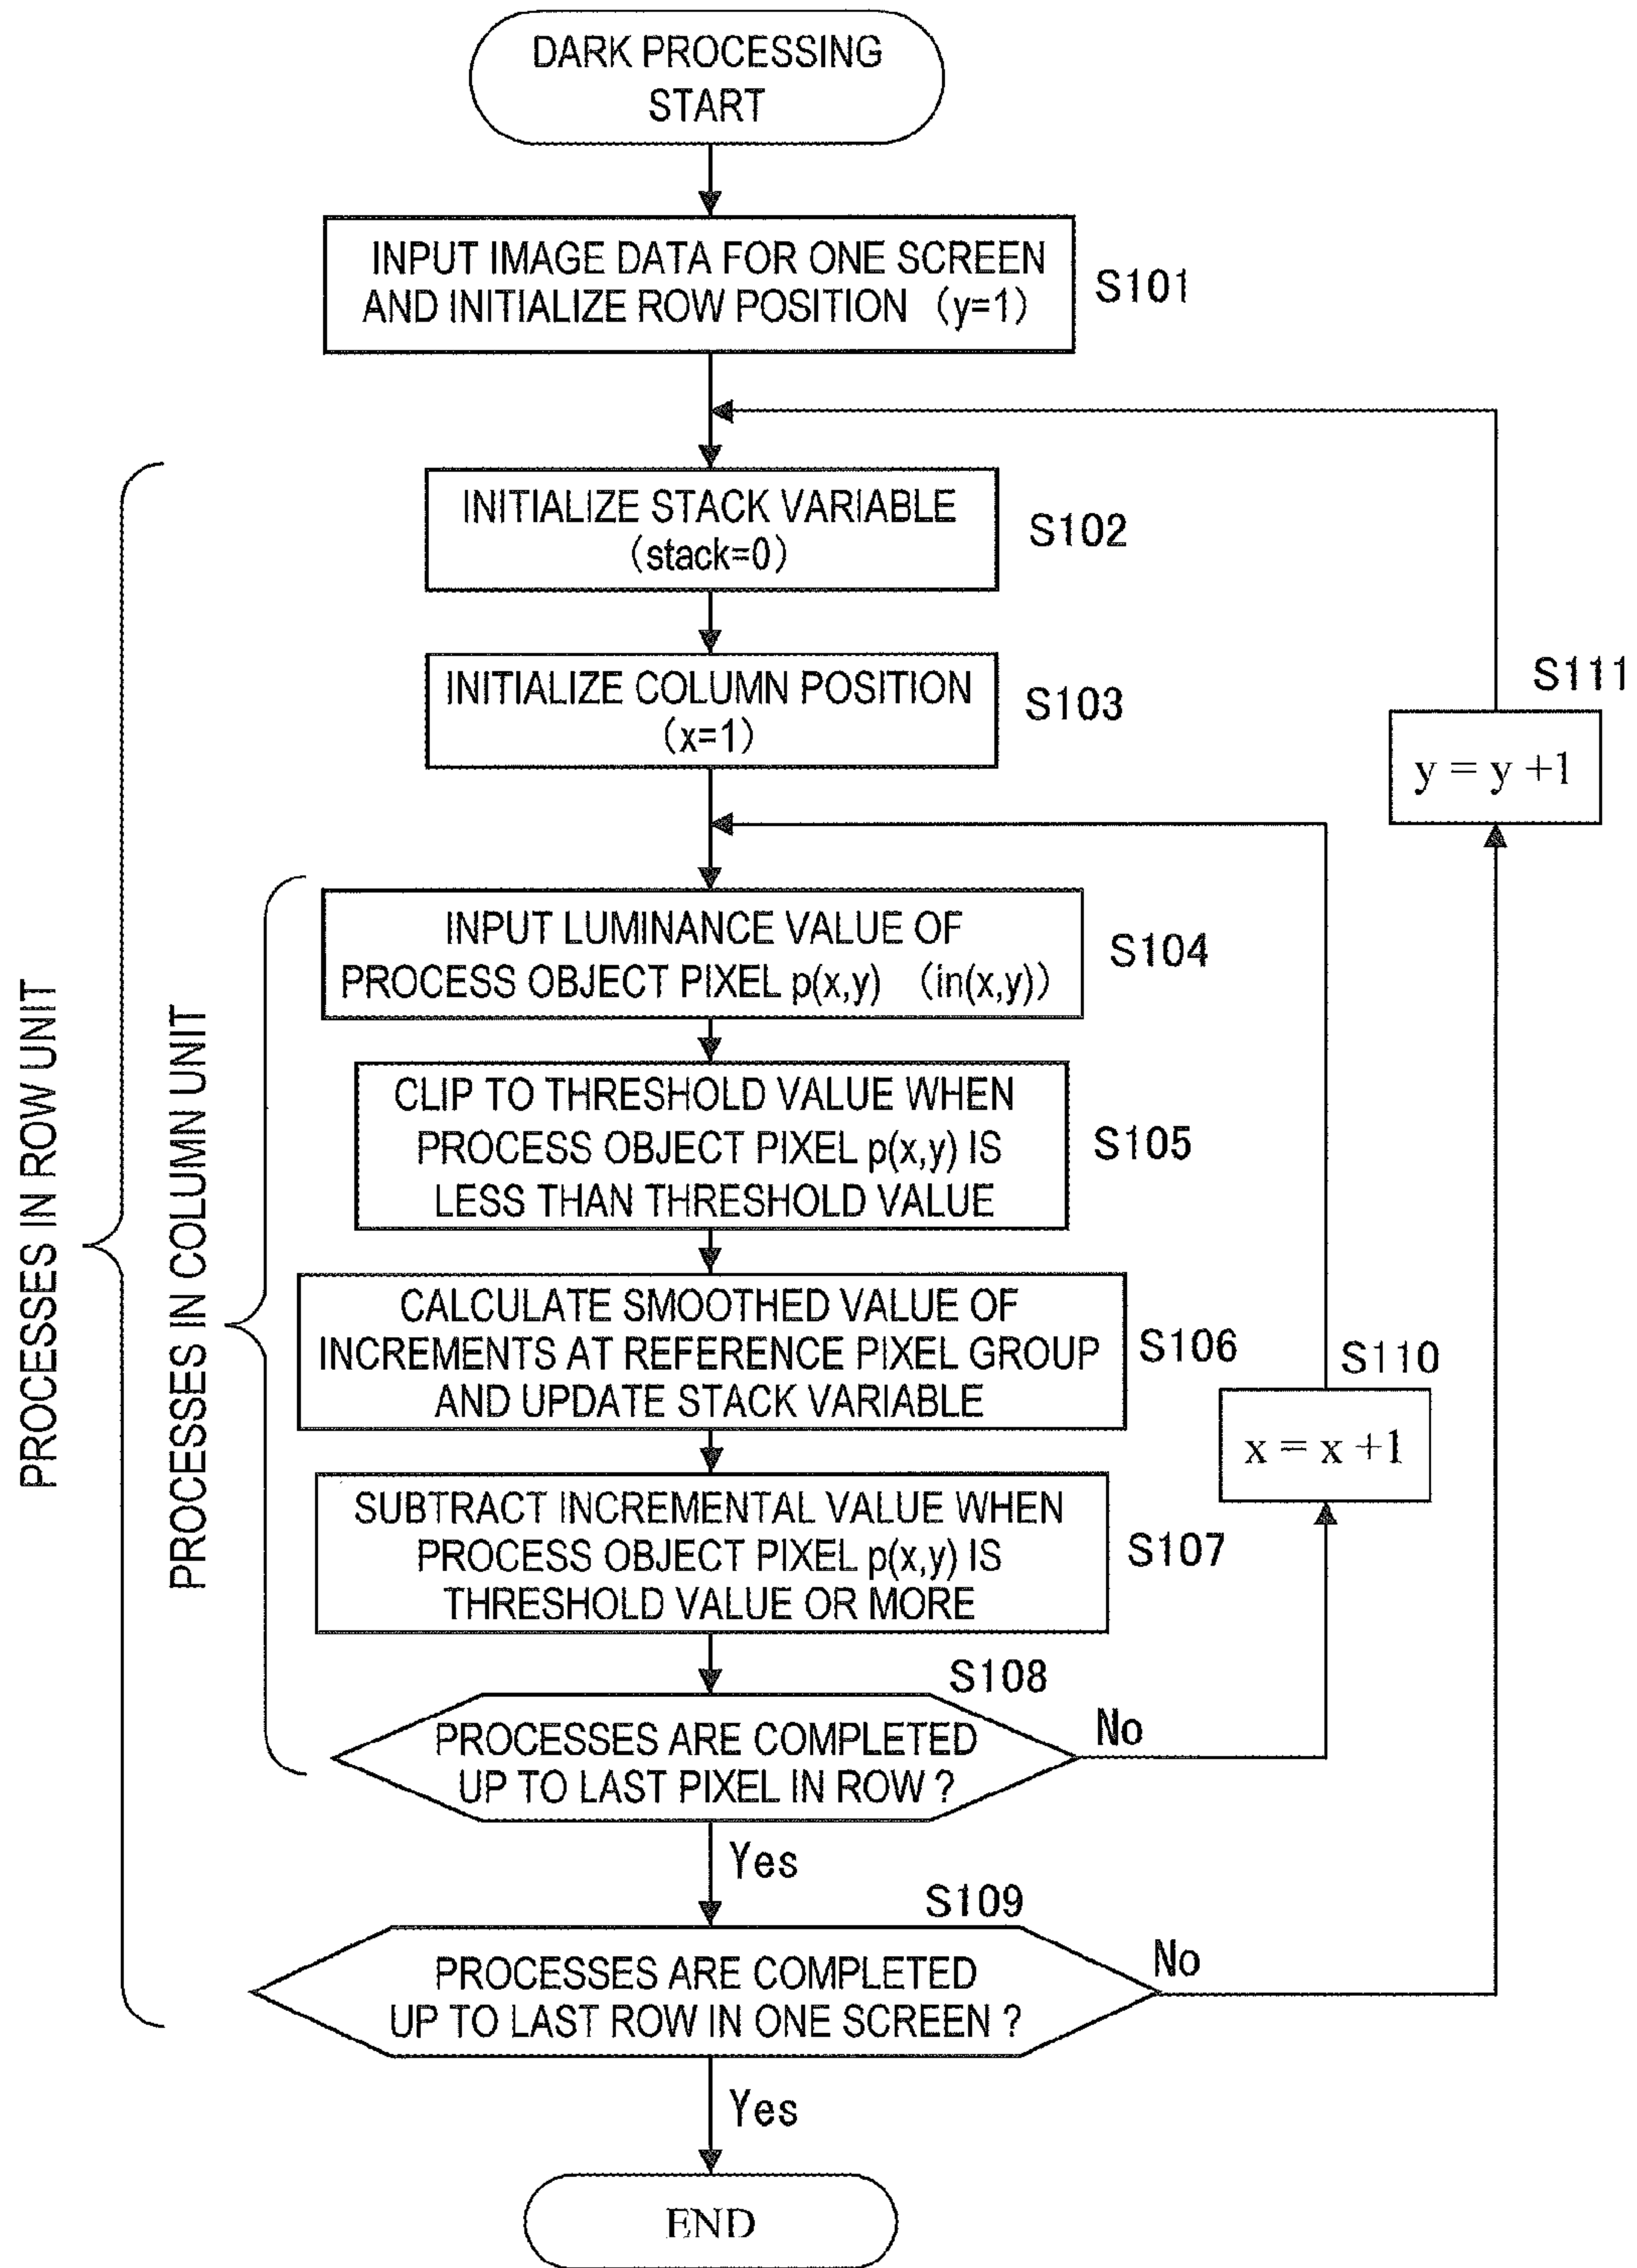 DARK PROCESSING
START
INPUT IMAGE DATA FOR ONE SCREEN
AND INITIALIZE ROW POSITION (y=1)
S101
INITIALIZE STACK VARIABLE
(stack=0)
S102
INITIALIZE COLUMN POSITION
(x=1)
S103
S111
y = y +1
INPUT LUMINANCE VALUE OF
PROCESS OBJECT PIXEL p(x,y) (in(x,y))
S104
CLIP TO THRESHOLD VALUE WHEN
PROCESS OBJECT PIXEL p(x,y) IS
LESS THAN THRESHOLD VALUE
S105
CALCULATE SMOOTHED VALUE OF
INCREMENTS AT REFERENCE PIXEL GROUP
AND UPDATE STACK VARIABLE
S106
S110
x = x +1
SUBTRACT INCREMENTAL VALUE WHEN
PROCESS OBJECT PIXEL p(x,y) IS
THRESHOLD VALUE OR MORE
S107
S108
PROCESSES ARE COMPLETED
UP TO LAST PIXEL IN ROW ?
No
Yes
S109
PROCESSES ARE COMPLETED
UP TO LAST ROW IN ONE SCREEN ?
No
Yes
END
PROCESSES IN ROW UNIT
PROCESSES IN COLUMN UNIT